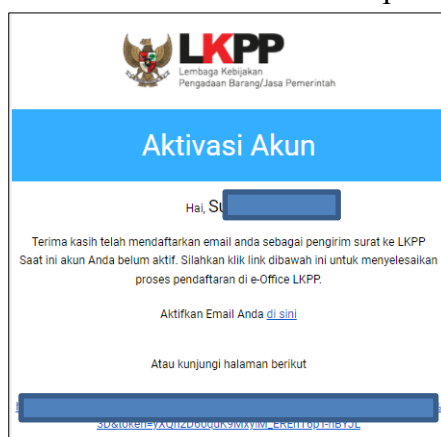 LKPP
Lembaga Kebijakan
Pengadaan Barang/Jasa Pemerintah
Aktivasi Akun
Hai, Su
Terima kasih telah mendaftarkan email anda sebagai pengirim surat ke LKPP
Saat ini akun Anda belum aktif. Silahkan klik link dibawah ini untuk menyelesaikan
proses pendaftaran di e-Office LKPP.
Aktifkan Email Anda di sini
Atau kunjungi halaman berikut